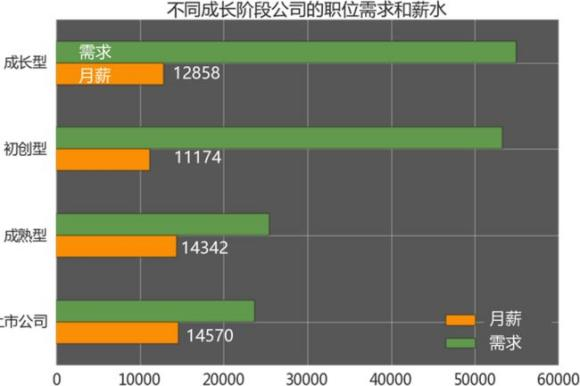 不同成长阶段公司的职位需求和薪水
成长型
需求
月薪
12858
初创型
11174
成熟型
14342
上市公司
14570
月薪
需求
0 10000 20000 30000 40000 50000 60000